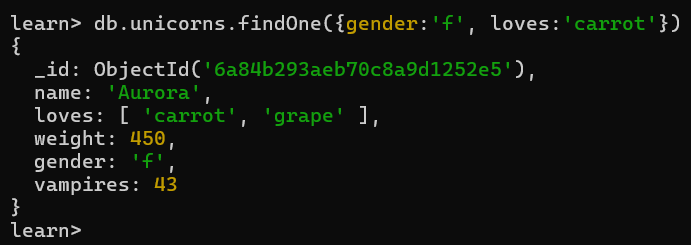 learn> db.unicorns.findOne({gender:'f', loves:'carrot'})
{
  _id: ObjectId('6a84b293aeb70c8a9d1252e5'),
  name: 'Aurora',
  loves: [ 'carrot', 'grape' ],
  weight: 450,
  gender: 'f',
  vampires: 43
}
learn>